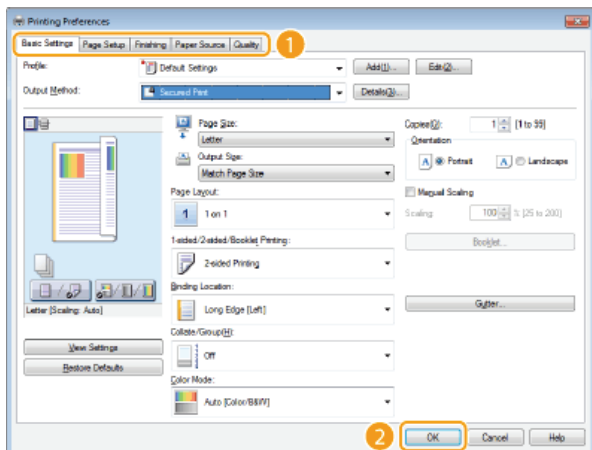 Printing Preferences
Basic Settings Page Setup Finishing Paper Source Quality
1
Profile: Default Settings Add(1)... Edit(2)...
Output Method: Secured Print Details(3)...
Page Size: Copies(Q): 1 [1 to 99]
Letter Orientation
Output Size: A Portrait A Landscape
Match Page Size
Page Layout: Manual Scaling
1 1 on 1 Scaling: 100 % [25 to 200]
1-sided/2-sided/Booklet Printing: Booklet...
2-sided Printing
Binding Location:
Long Edge [Left] Gutter...
Letter [Scaling: Auto]
Collate/Group(H):
View Settings Off
Restore Defaults
Color Mode:
Auto [Color/B&W]
2 OK Cancel Help